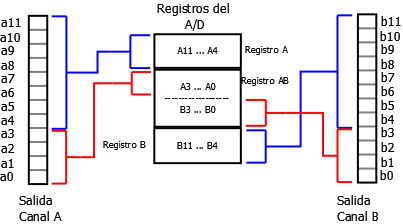 Registros del
A/D
a11
a10
a9
a8
a7
a6
a5
a4
a3
a2
a1
a0
Salida
Canal A
A11 ... A4
Registro A
A3 ... A0
--------------------
B3 ... B0
Registro AB
Registro B
B11 ... B4
b11
b10
b9
b8
b7
b6
b5
b4
b3
b2
b1
b0
Salida
Canal B